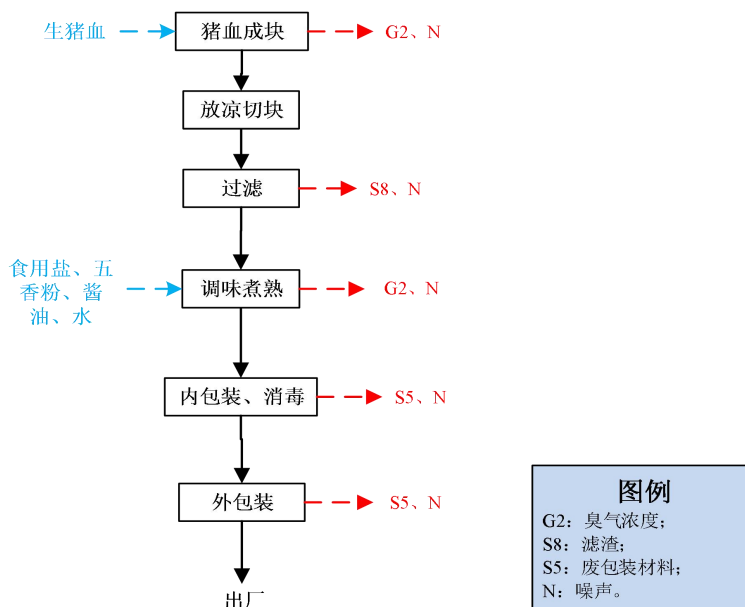 生猪血
猪血成块
G2、N
放凉切块
过滤
S8、N
食用盐、五
香粉、酱
油、水
调味煮熟
G2、N
内包装、消毒
S5、N
外包装
S5、N
出厂
图例
G2：臭气浓度；
S8：滤渣；
S5：废包装材料；
N：噪声。